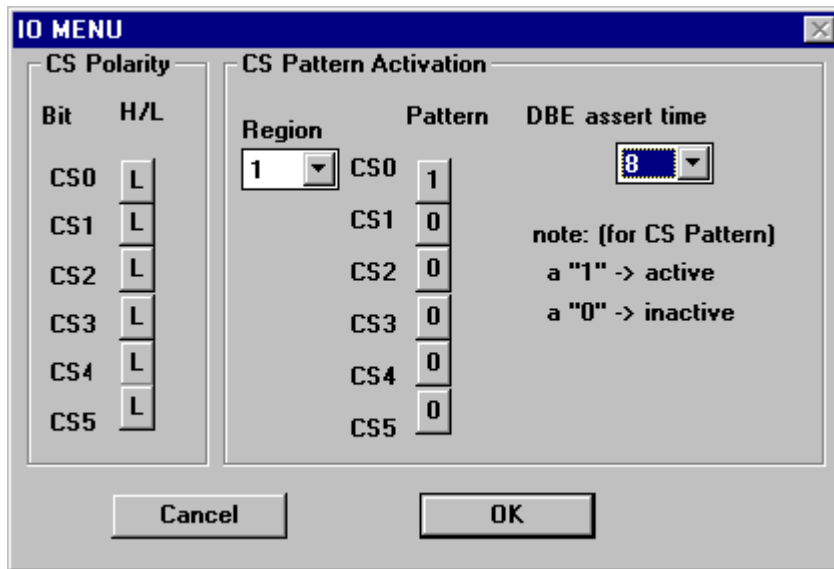 IO MENU
CS Polarity
Bit H/L
CS0 L
CS1 L
CS2 L
CS3 L
CS4 L
CS5 L
CS Pattern Activation
Region
1
Pattern
CS0 1
CS1 0
CS2 0
CS3 0
CS4 0
CS5 0
DBE assert time
8
note: (for CS Pattern)
a "1" -> active
a "0" -> inactive
Cancel
OK